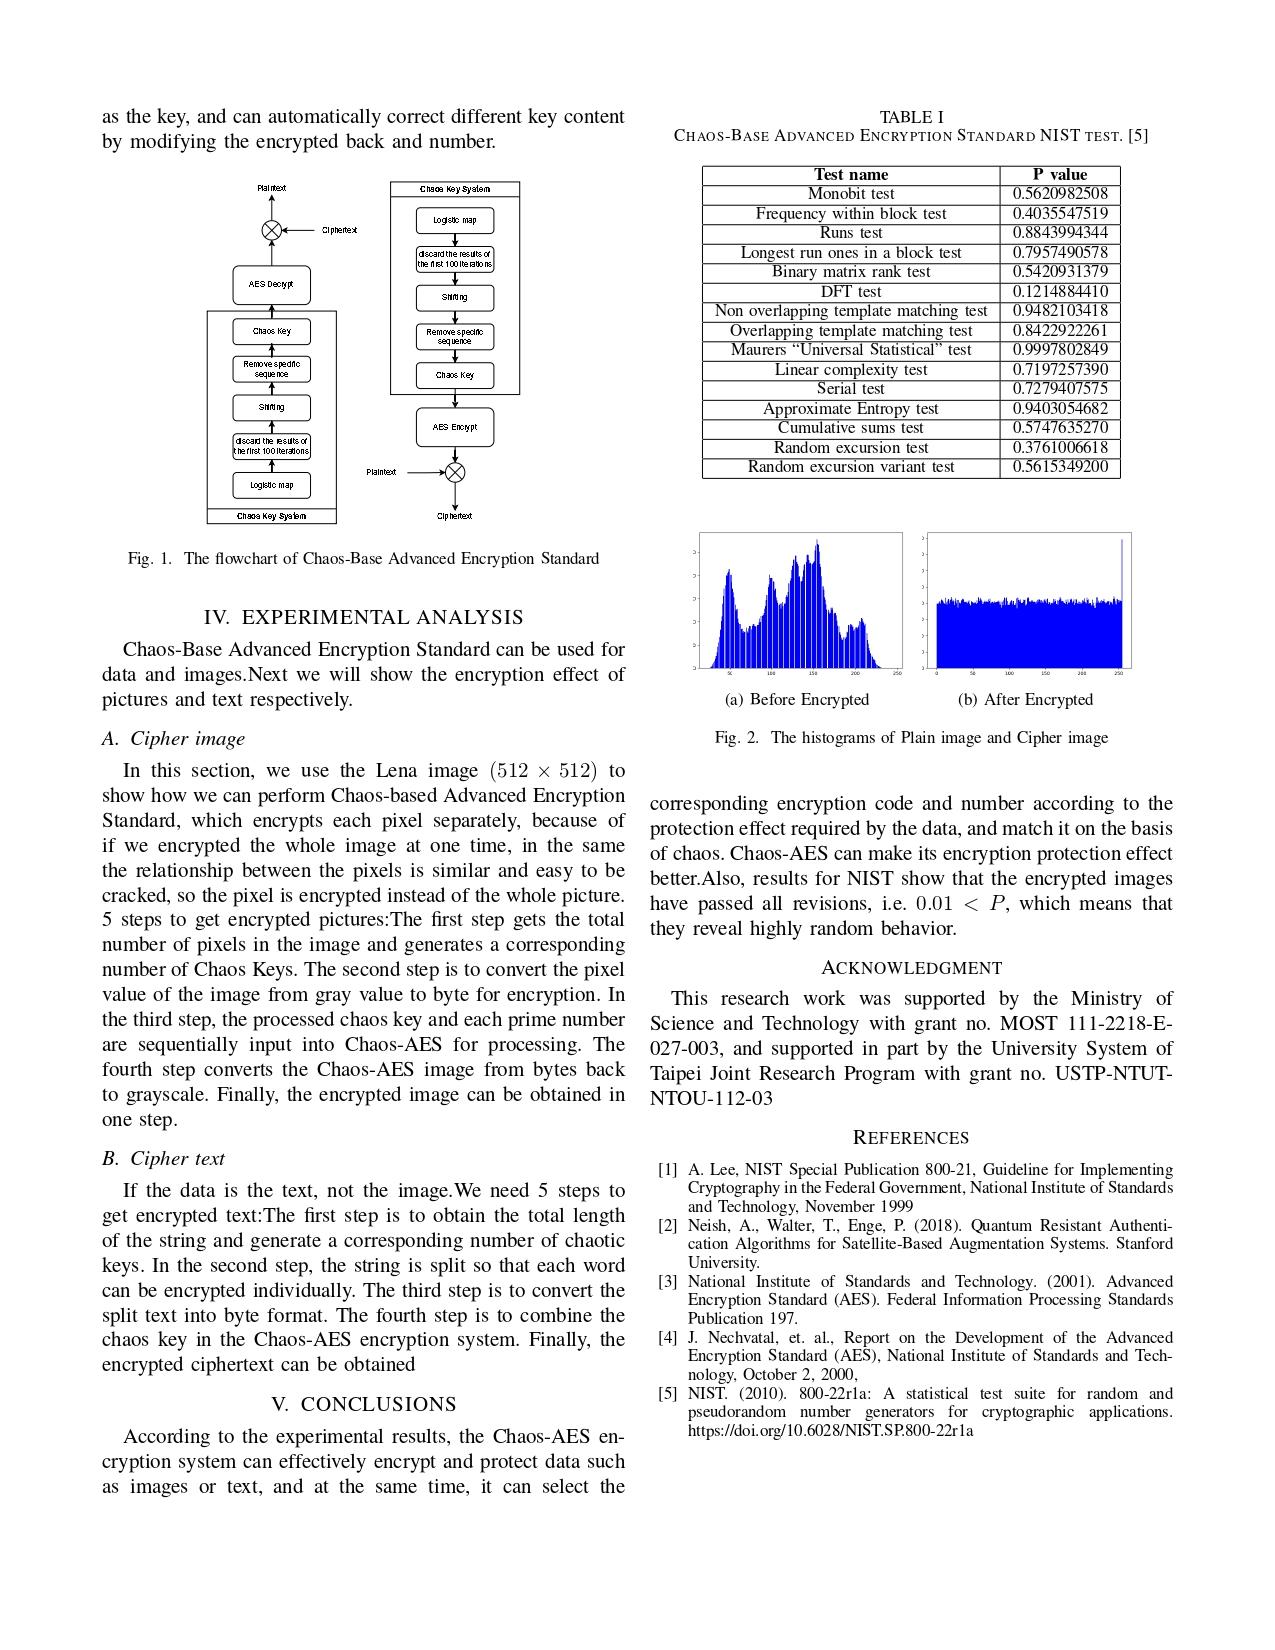 as the key, and can automatically correct different key content
by modifying the encrypted back and number.
Plaintext
Ciphertext
AES Decrypt
Chaos Key
Remove specific
sequence
Shifting
discard the results of
the first 100 iterations
Logistic map
Chaos Key System
Chaos Key System
Logistic map
discard the results of
the first 100 iterations
Shifting
Remove specific
sequence
Chaos Key
AES Encrypt
Plaintext
Ciphertext
Fig. 1. The flowchart of Chaos-Base Advanced Encryption Standard
IV. EXPERIMENTAL ANALYSIS
Chaos-Base Advanced Encryption Standard can be used for
data and images.Next we will show the encryption effect of
pictures and text respectively.
A. Cipher image
In this section, we use the Lena image (512 × 512) to
show how we can perform Chaos-based Advanced Encryption
Standard, which encrypts each pixel separately, because of
if we encrypted the whole image at one time, in the same
the relationship between the pixels is similar and easy to be
cracked, so the pixel is encrypted instead of the whole picture.
5 steps to get encrypted pictures:The first step gets the total
number of pixels in the image and generates a corresponding
number of Chaos Keys. The second step is to convert the pixel
value of the image from gray value to byte for encryption. In
the third step, the processed chaos key and each prime number
are sequentially input into Chaos-AES for processing. The
fourth step converts the Chaos-AES image from bytes back
to grayscale. Finally, the encrypted image can be obtained in
one step.
B. Cipher text
If the data is the text, not the image.We need 5 steps to
get encrypted text:The first step is to obtain the total length
of the string and generate a corresponding number of chaotic
keys. In the second step, the string is split so that each word
can be encrypted individually. The third step is to convert the
split text into byte format. The fourth step is to combine the
chaos key in the Chaos-AES encryption system. Finally, the
encrypted ciphertext can be obtained
V. CONCLUSIONS
According to the experimental results, the Chaos-AES en-
cryption system can effectively encrypt and protect data such
as images or text, and at the same time, it can select the
TABLE I
CHAOS-BASE ADVANCED ENCRYPTION STANDARD NIST TEST. [5]
Test name P value
Monobit test 0.5620982508
Frequency within block test 0.4035547519
Runs test 0.8843994344
Longest run ones in a block test 0.7957490578
Binary matrix rank test 0.5420931379
DFT test 0.1214884410
Non overlapping template matching test 0.9482103418
Overlapping template matching test 0.8422922261
Maurers “Universal Statistical” test 0.9997802849
Linear complexity test 0.7197257390
Serial test 0.7279407575
Approximate Entropy test 0.9403054682
Cumulative sums test 0.5747635270
Random excursion test 0.3761006618
Random excursion variant test 0.5615349200
50 100 150 200 250
0 50 100 150 200 250
(a) Before Encrypted
(b) After Encrypted
Fig. 2. The histograms of Plain image and Cipher image
corresponding encryption code and number according to the
protection effect required by the data, and match it on the basis
of chaos. Chaos-AES can make its encryption protection effect
better.Also, results for NIST show that the encrypted images
have passed all revisions, i.e. 0.01 < P, which means that
they reveal highly random behavior.
ACKNOWLEDGMENT
This research work was supported by the Ministry of
Science and Technology with grant no. MOST 111-2218-E-
027-003, and supported in part by the University System of
Taipei Joint Research Program with grant no. USTP-NTUT-
NTOU-112-03
REFERENCES
[1] A. Lee, NIST Special Publication 800-21, Guideline for Implementing
Cryptography in the Federal Government, National Institute of Standards
and Technology, November 1999
[2] Neish, A., Walter, T., Enge, P. (2018). Quantum Resistant Authenti-
cation Algorithms for Satellite-Based Augmentation Systems. Stanford
University.
[3] National Institute of Standards and Technology. (2001). Advanced
Encryption Standard (AES). Federal Information Processing Standards
Publication 197.
[4] J. Nechvatal, et. al., Report on the Development of the Advanced
Encryption Standard (AES), National Institute of Standards and Tech-
nology, October 2, 2000,
[5] NIST. (2010). 800-22r1a: A statistical test suite for random and
pseudorandom number generators for cryptographic applications.
https://doi.org/10.6028/NIST.SP.800-22r1a